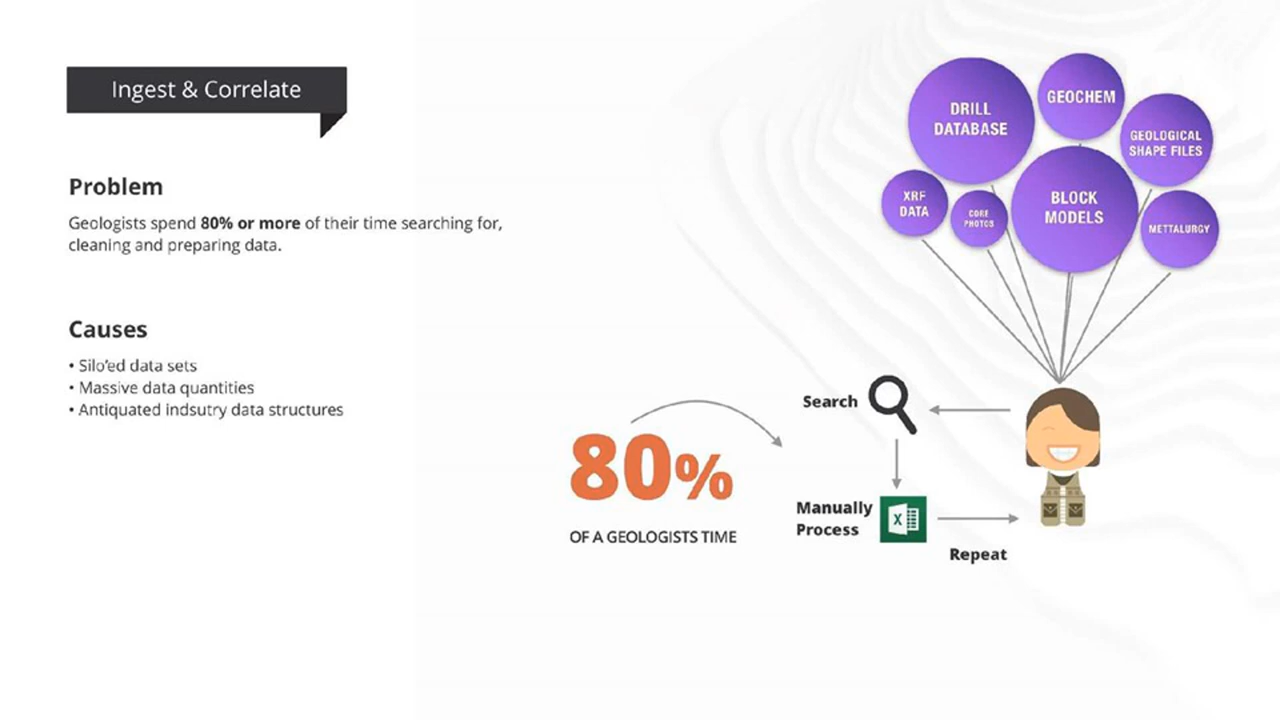 Ingest & Correlate
Problem
Geologists spend 80% or more of their time searching for,
cleaning and preparing data.
Causes
• Silo'ed data sets
• Massive data quantities
• Antiquated indsutry data structures
DRILL
DATABASE
GEOCHEM
GEOLOGICAL
SHAPE FILES
XRF
DATA
CORE
PHOTOS
BLOCK
MODELS
METTALURGY
Search
80%
OF A GEOLOGISTS TIME
Manually
Process
X
Repeat